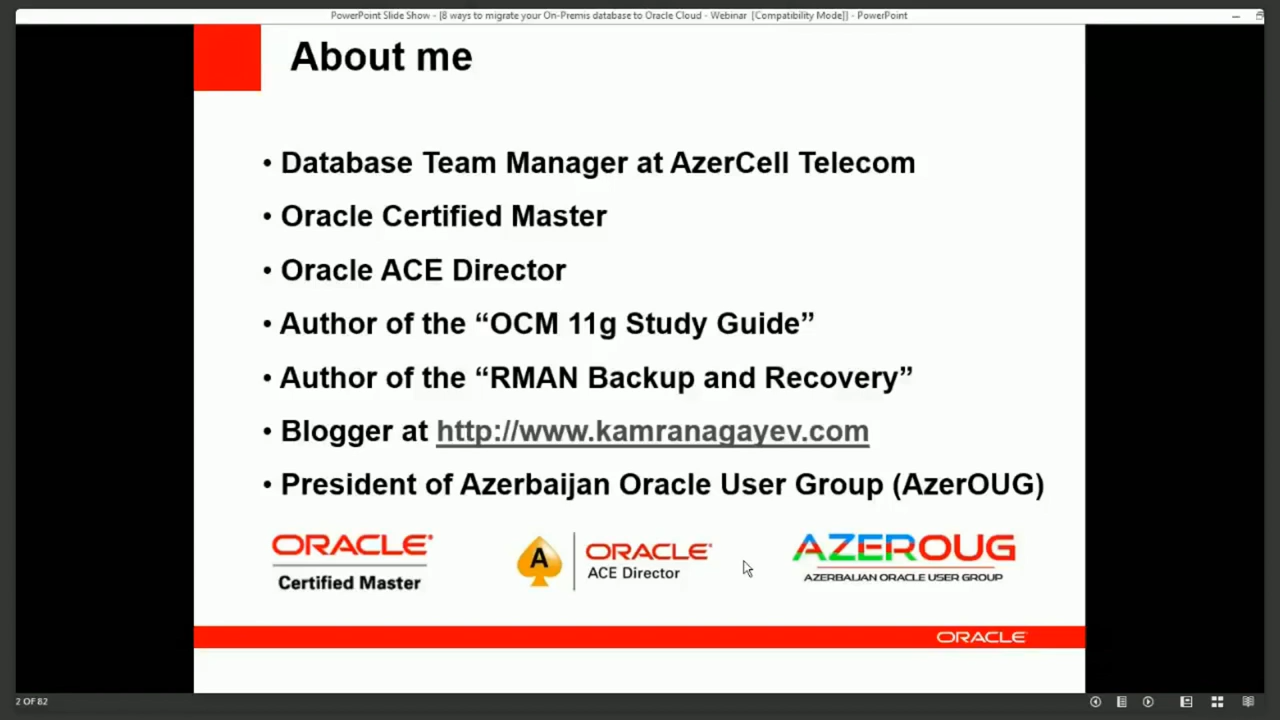 PowerPoint Slide Show - [8 ways to migrate your On-Premis database to Oracle Cloud - Webinar [Compatibility Mode]] - PowerPoint
About me
• Database Team Manager at AzerCell Telecom
• Oracle Certified Master
• Oracle ACE Director
• Author of the “OCM 11g Study Guide”
• Author of the “RMAN Backup and Recovery”
• Blogger at http://www.kamranagayev.com
• President of Azerbaijan Oracle User Group (AzerOUG)
ORACLE®
Certified Master
A
ORACLE®
ACE Director
AZEROUG
AZERBAIJAN ORACLE USER GROUP
ORACLE®
2 OF 82